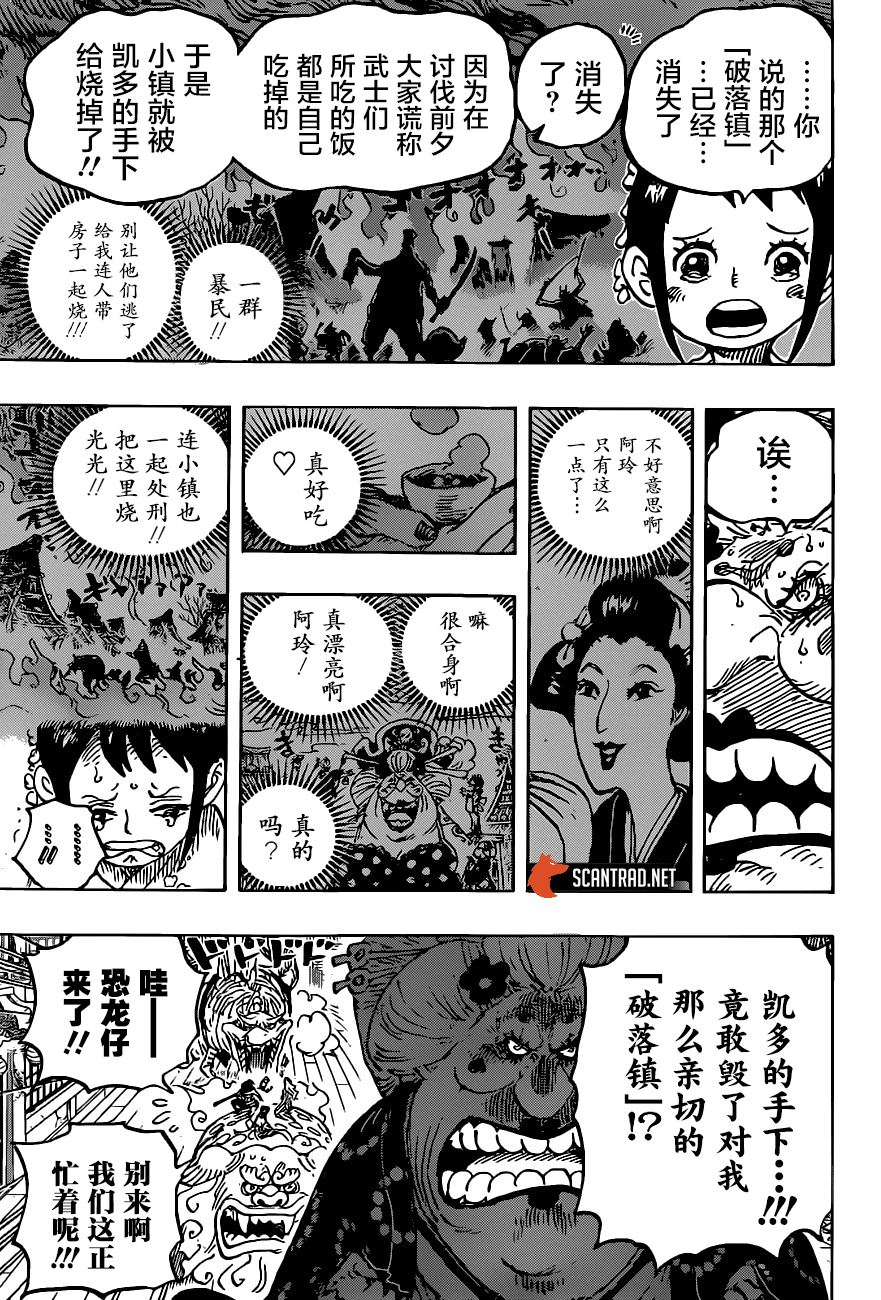 ……你
说的那个
「破落镇」
…已经…
消失了
消失
了？
因为在
讨伐前夕
大家谎称
武士们
所吃的饭
都是自己
吃掉的
于是
小镇就被
凯多的手下
给烧掉了!!
一群
暴民!!
别让他们逃了
给我连人带
房子一起烧!!!
诶…
不好意思啊
阿玲
只有这么
一点了…
真好吃
♡
嘛
很合身啊
真漂亮啊
阿玲！
真的
吗？
连小镇也
一起处刑!!
把这里烧
光光!!
凯多的手下…!!!
竟敢毁了对我
那么亲切的
「破落镇」!?
哇——
恐龙仔
来了!!
别来啊
我们这正
忙着呢!!!
SCANTRAD.NET